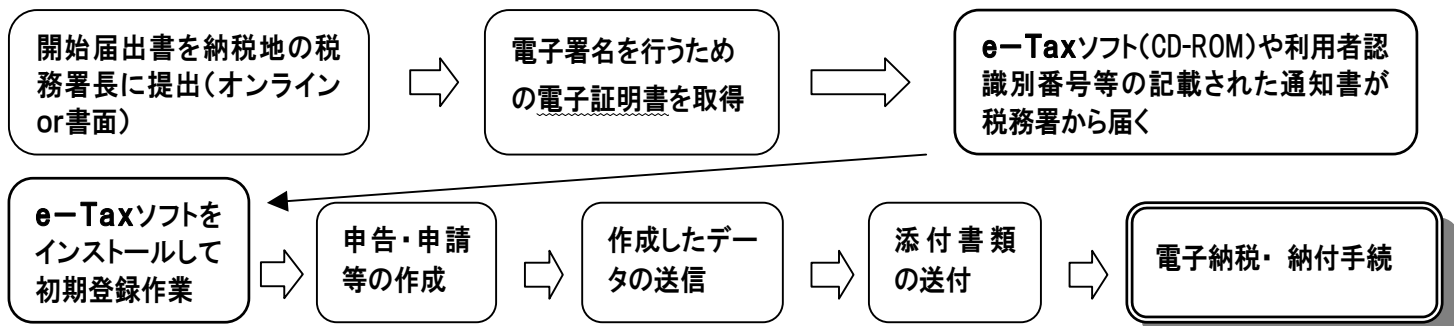 開始届出書を納税地の税
務署長に提出（オンライン
or書面）
電子署名を行うため
の電子証明書を取得
e－Taxソフト（CD-ROM）や利用者認
識別番号等の記載された通知書が
税務署から届く
e－Taxソフトを
インストールして
初期登録作業
申告・申請
等の作成
作成したデー
タの送信
添付書類
の送付
電子納税・ 納付手続